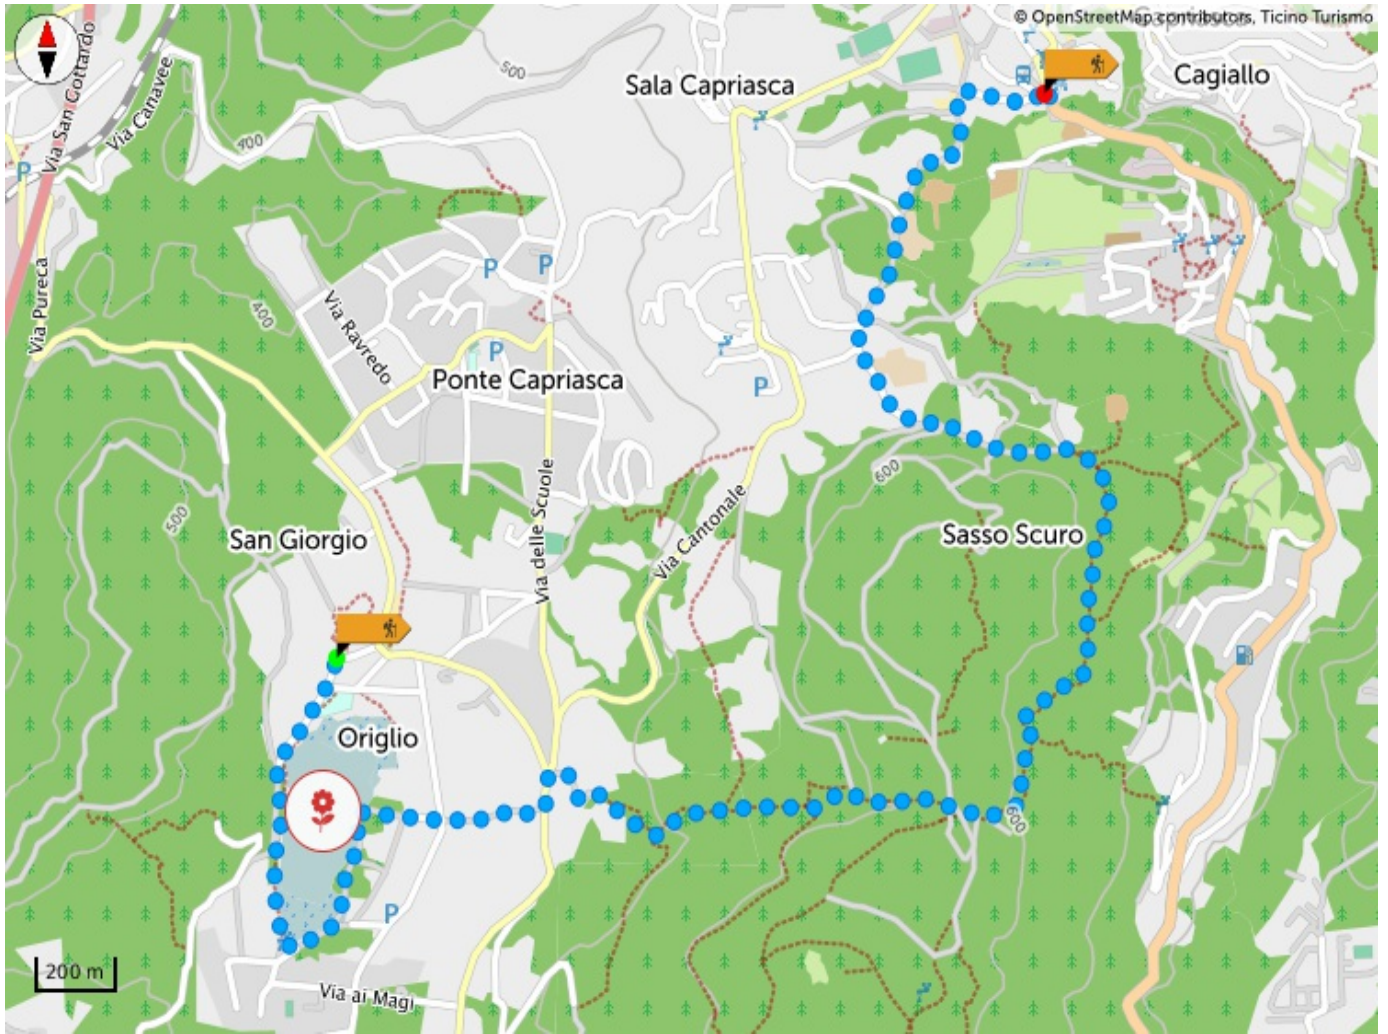 © OpenStreetMap contributors, Ticino Turismo
Via San Gottardo
Via Canavee
500
Sala Capriasca
Cagiallo
400
P
Via Pureca
400
P
P
Via Ravredo
P
Ponte Capriasca
P
500
San Giorgio
Via delle Scuole
Via Cantonale
600
Sasso Scuro
Origlio
600
P
200 m
Via ai Magi